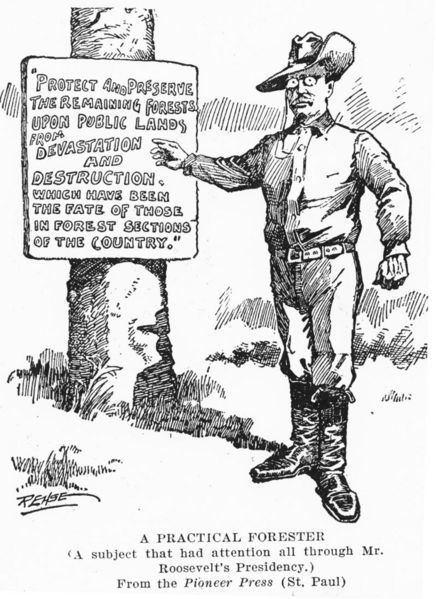 "PROTECT AND PRESERVE
THE REMAINING FORESTS
UPON PUBLIC LANDS
FROM
DEVASTATION
AND
DESTRUCTION,
WHICH HAVE BEEN
THE FATE OF THOSE
IN FOREST SECTIONS
OF THE COUNTRY."
REHSE
A PRACTICAL FORESTER
(A subject that had attention all through Mr.
Roosevelt's Presidency.)
From the Pioneer Press (St. Paul)